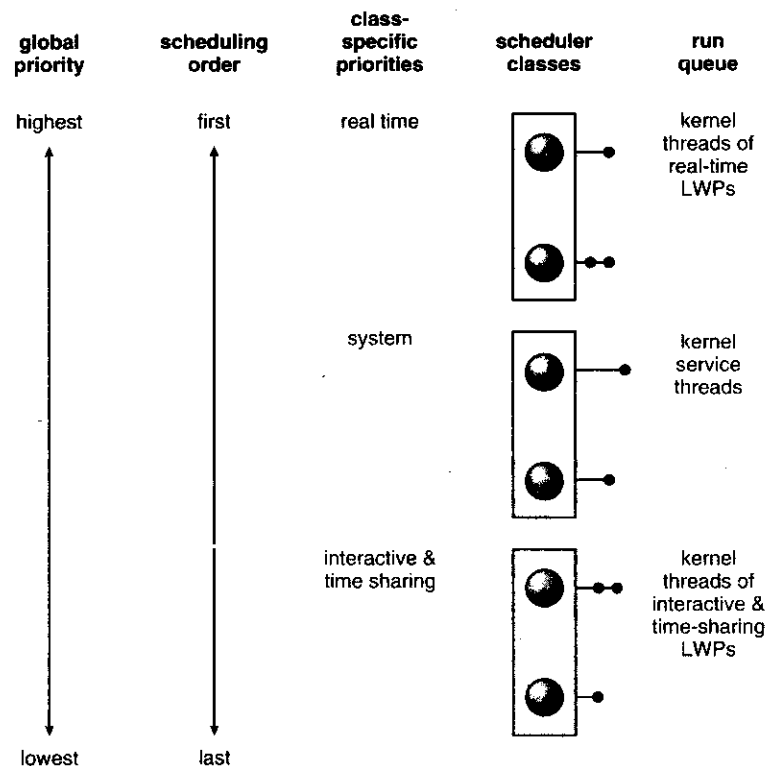 global
priority
scheduling
order
class-
specific
priorities
scheduler
classes
run
queue
highest
first
real time
kernel
threads of
real-time
LWPs
system
kernel
service
threads
interactive &
time sharing
kernel
threads of
interactive &
time-sharing
LWPs
lowest
last